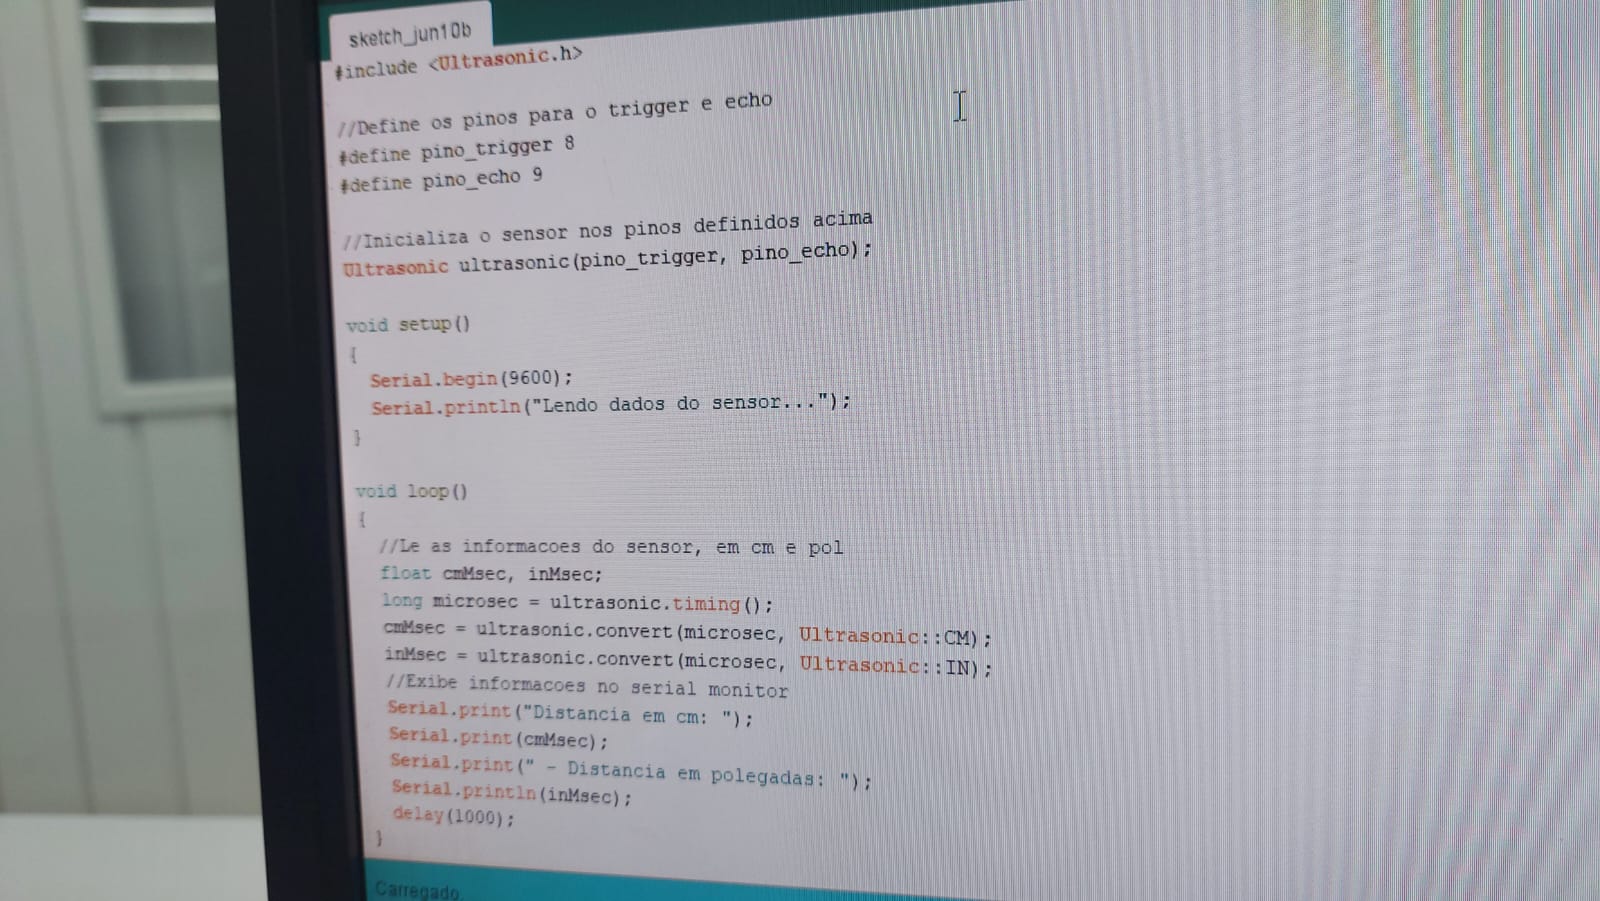 sketch_jun10b
#include <Ultrasonic.h>
//Define os pinos para o trigger e echo
#define pino_trigger 8
#define pino_echo 9
//Inicializa o sensor nos pinos definidos acima
Ultrasonic ultrasonic(pino_trigger, pino_echo);
void setup()
{
Serial.begin(9600);
Serial.println("Lendo dados do sensor...");
}
void loop()
{
//Le as informacoes do sensor, em cm e pol
float cmMsec, inMsec;
long microsec = ultrasonic.timing();
cmMsec = ultrasonic.convert(microsec, Ultrasonic::CM);
inMsec = ultrasonic.convert(microsec, Ultrasonic::IN);
//Exibe informacoes no serial monitor
Serial.print("Distancia em cm: ");
Serial.print(cmMsec);
Serial.print(" - Distancia em polegadas: ");
Serial.println(inMsec);
delay(1000);
}
Carregado.